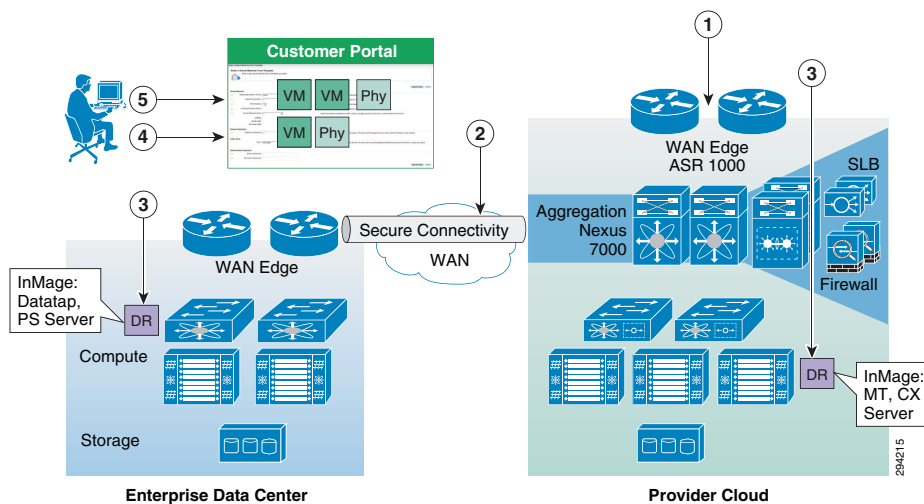 1
Customer Portal
VM
VM
Phy
5
VM
Phy
4
2
3
WAN Edge
ASR 1000
SLB
3
Aggregation
Nexus
7000
Secure Connectivity
WAN
WAN Edge
Firewall
InMage:
Datatap,
PS Server
DR
Compute
DR
InMage:
MT, CX
Server
Storage
294215
Enterprise Data Center
Provider Cloud